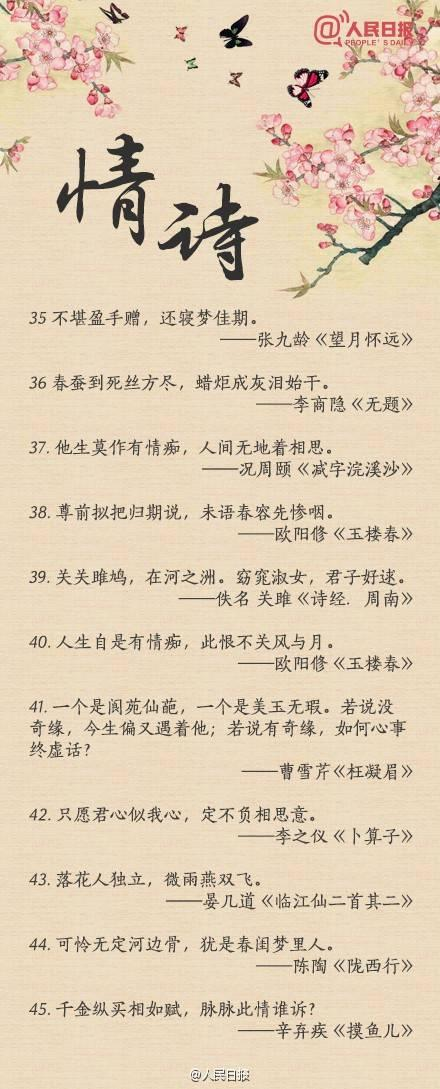 @人民日报
PEOPLE'S DAILY
情诗
35 不堪盈手赠，还寝梦佳期。
——张九龄《望月怀远》
36 春蚕到死丝方尽，蜡炬成灰泪始干。
——李商隐《无题》
37. 他生莫作有情痴，人间无地着相思。
——况周颐《减字浣溪沙》
38. 尊前拟把归期说，未语春容先惨咽。
——欧阳修《玉楼春》
39. 关关雎鸠，在河之洲。窈窕淑女，君子好逑。
——佚名 关雎《诗经．周南》
40. 人生自是有情痴，此恨不关风与月。
——欧阳修《玉楼春》
41. 一个是阆苑仙葩，一个是美玉无瑕。若说没
奇缘，今生偏又遇着他；若说有奇缘，如何心事
终虚话？
——曹雪芹《枉凝眉》
42. 只愿君心似我心，定不负相思意。
——李之仪《卜算子》
43. 落花人独立，微雨燕双飞。
——晏几道《临江仙二首其二》
44. 可怜无定河边骨，犹是春闺梦里人。
——陈陶《陇西行》
45. 千金纵买相如赋，脉脉此情谁诉？
——辛弃疾《摸鱼儿》
@人民日报